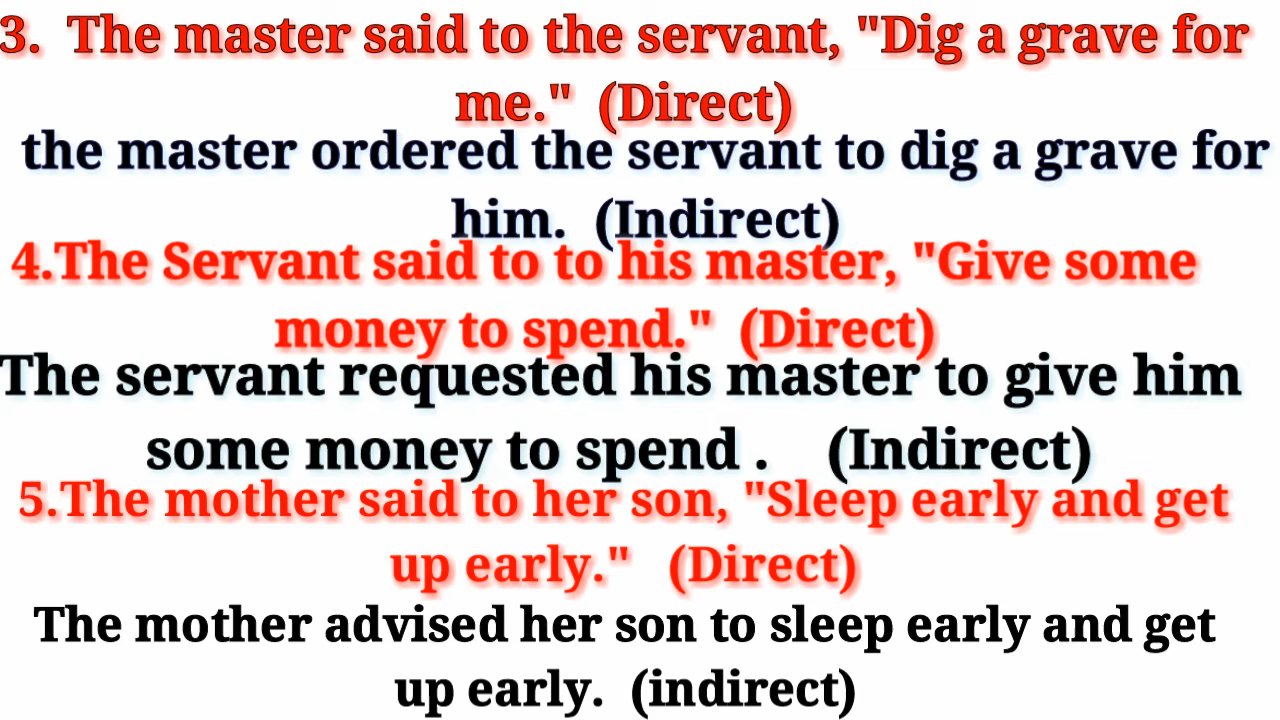 3. The master said to the servant, "Dig a grave for
me." (Direct)
the master ordered the servant to dig a grave for
him. (Indirect)
4.The Servant said to to his master, "Give some
money to spend." (Direct)
The servant requested his master to give him
some money to spend . (Indirect)
5.The mother said to her son, "Sleep early and get
up early." (Direct)
The mother advised her son to sleep early and get
up early. (indirect)